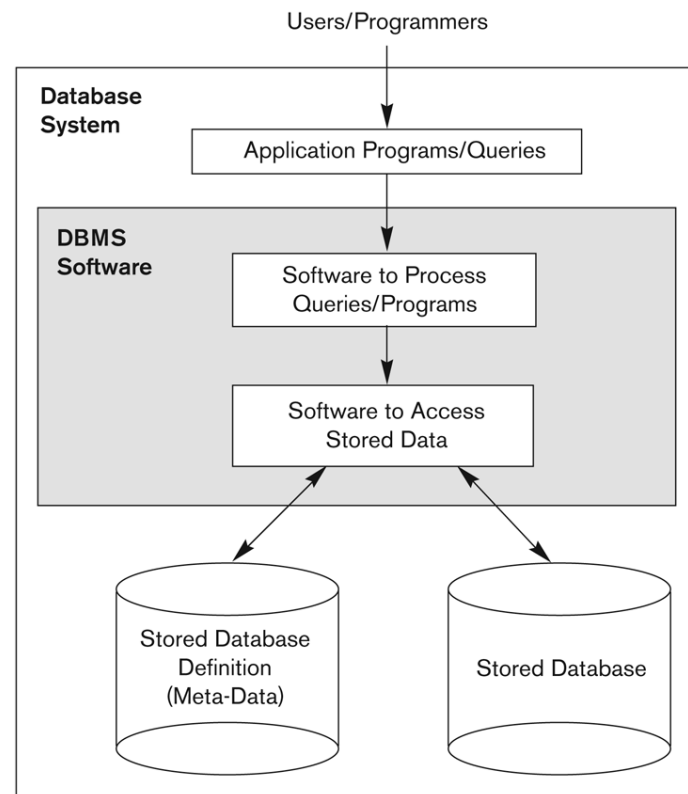 Users/Programmers
Database
System
Application Programs/Queries
DBMS
Software
Software to Process
Queries/Programs
Software to Access
Stored Data
Stored Database
Definition
(Meta-Data)
Stored Database